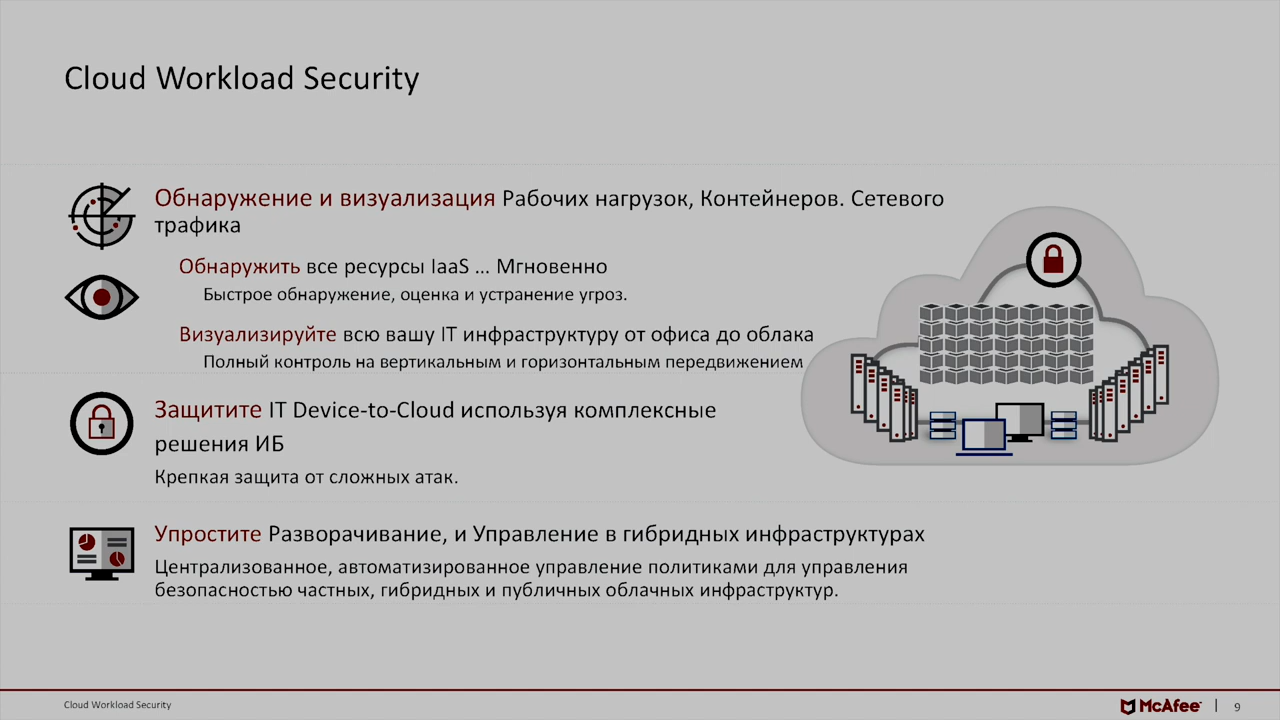 Cloud Workload Security
Обнаружение и визуализация Рабочих нагрузок, Контейнеров. Сетевого
трафика
Обнаружить все ресурсы IaaS ... Мгновенно
Быстрое обнаружение, оценка и устранение угроз.
Визуализируйте всю вашу IT инфраструктуру от офиса до облака
Полный контроль на вертикальным и горизонтальным передвижением
Защитите IT Device-to-Cloud используя комплексные
решения ИБ
Крепкая защита от сложных атак.
Упростите Разворачивание, и Управление в гибридных инфраструктурах
Централизованное, автоматизированное управление политиками для управления
безопасностью частных, гибридных и публичных облачных инфраструктур.
Cloud Workload Security
McAfee | 9